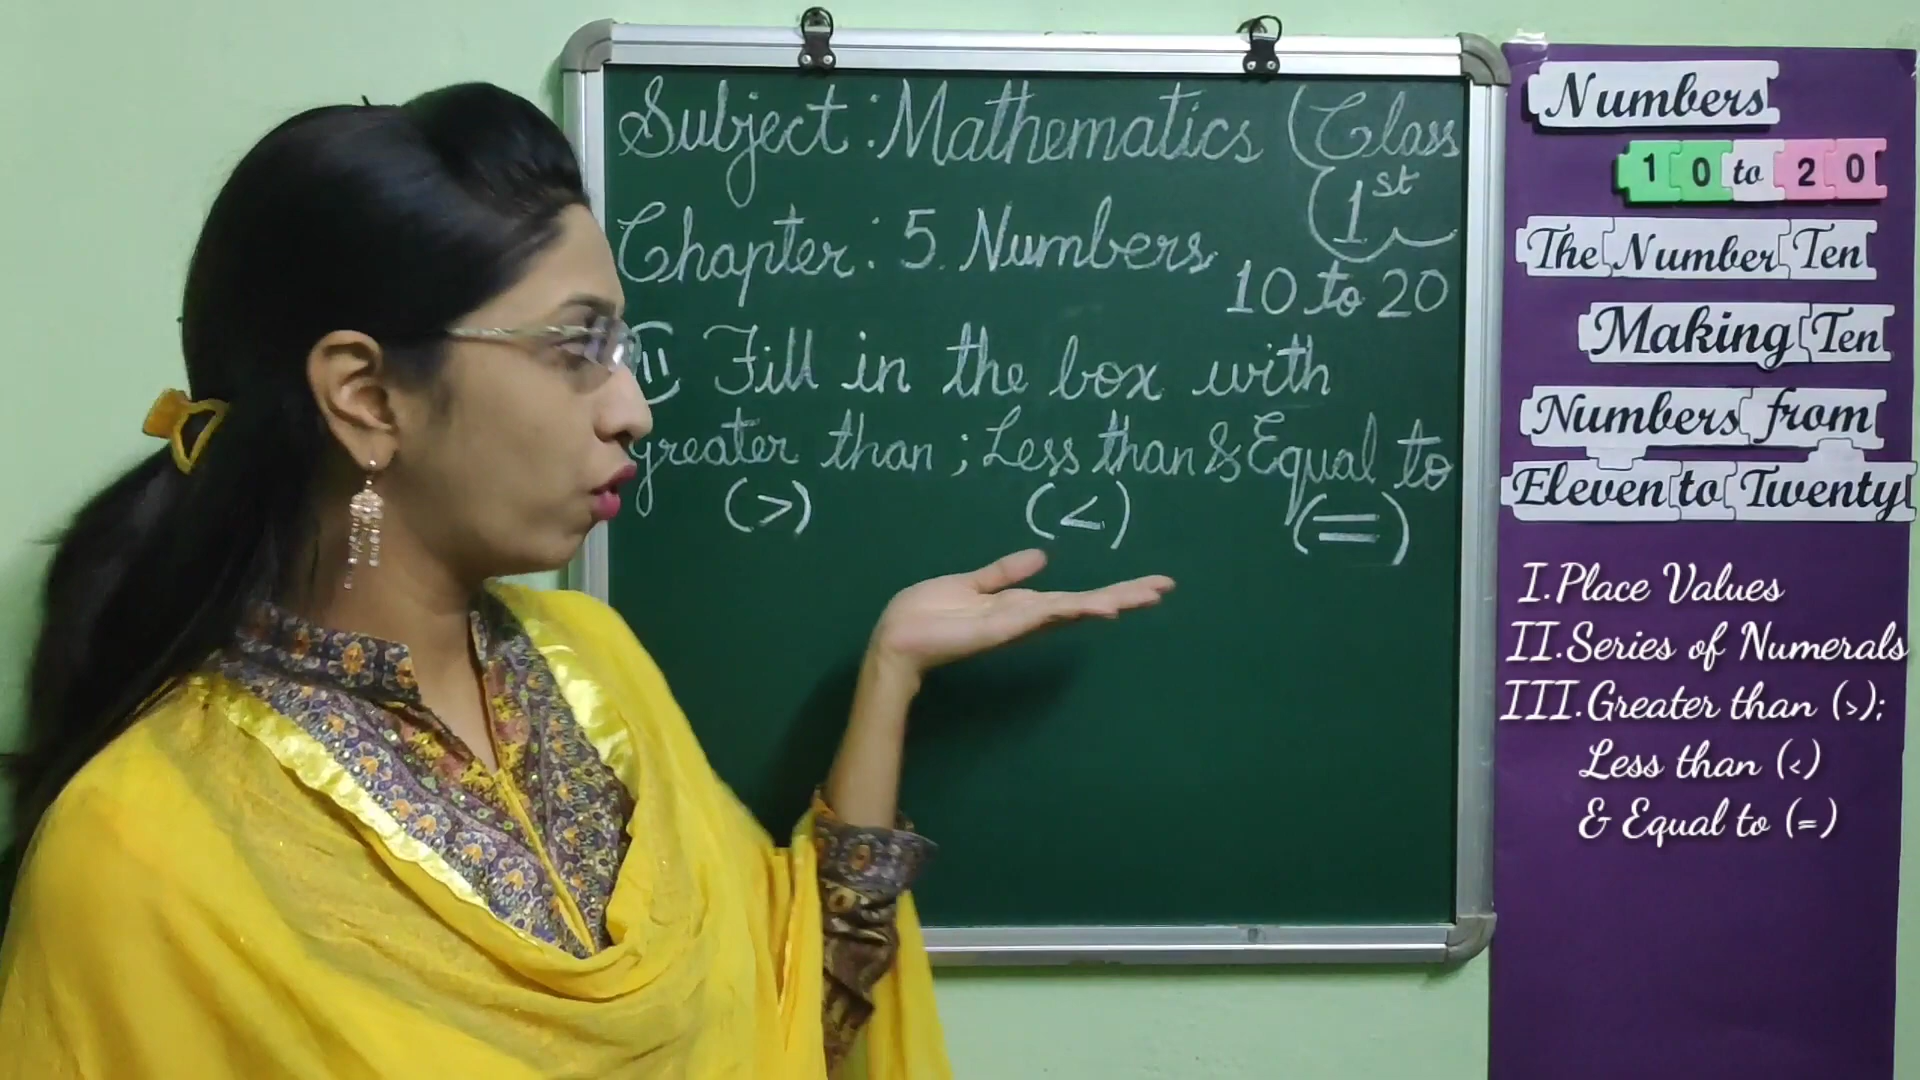 Subject : Mathematics (Class
1st)
Chapter : 5. Numbers
10 to 20
Fill in the box with
greater than ; Less than & Equal to
(>) (<) (=)
Numbers
10 to 20
The Number Ten
Making Ten
Numbers from
Eleven to Twenty
I.Place Values
II.Series of Numerals
III.Greater than (>);
Less than (<)
& Equal to (=)